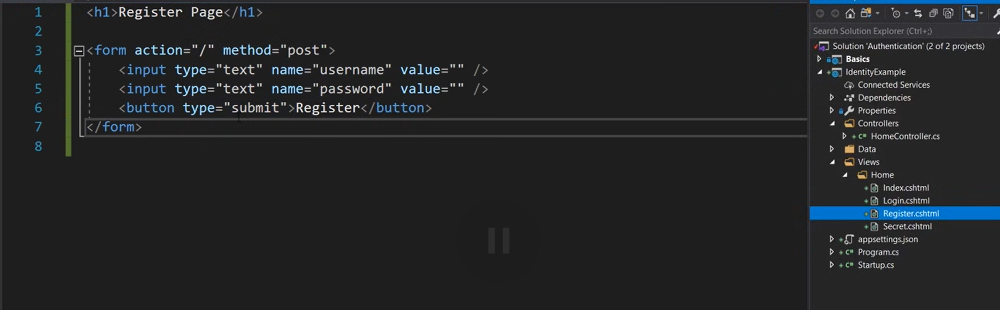 1 <h1>Register Page</h1>
2
3 <form action="/" method="post">
4 <input type="text" name="username" value="" />
5 <input type="text" name="password" value="" />
6 <button type="submit">Register</button>
7 </form>
8
Search Solution Explorer (Ctrl+;)
Solution 'Authentication' (2 of 2 projects)
Basics
IdentityExample
Connected Services
Dependencies
Properties
Controllers
C# HomeController.cs
Data
Views
Home
Index.cshtml
Login.cshtml
Register.cshtml
Secret.cshtml
appsettings.json
C# Program.cs
C# Startup.cs